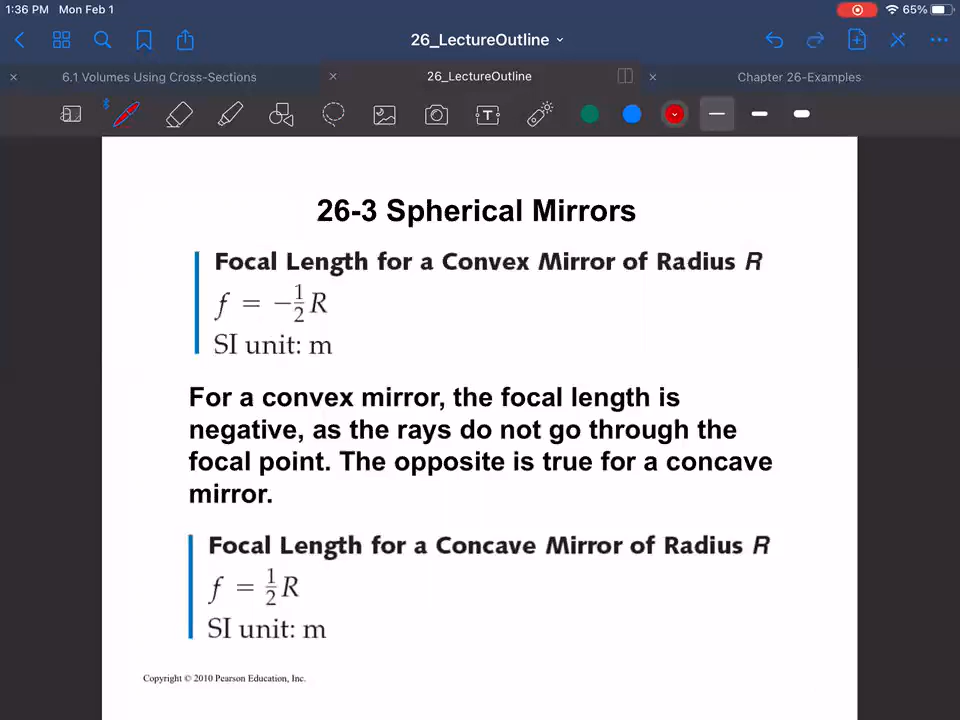 1:36 PM Mon Feb 1 65%
26_LectureOutline
6.1 Volumes Using Cross-Sections 26_LectureOutline Chapter 26-Examples
26-3 Spherical Mirrors
Focal Length for a Convex Mirror of Radius R
f = −1/2 R
SI unit: m
For a convex mirror, the focal length is
negative, as the rays do not go through the
focal point. The opposite is true for a concave
mirror.
Focal Length for a Concave Mirror of Radius R
f = 1/2 R
SI unit: m
Copyright © 2010 Pearson Education, Inc.